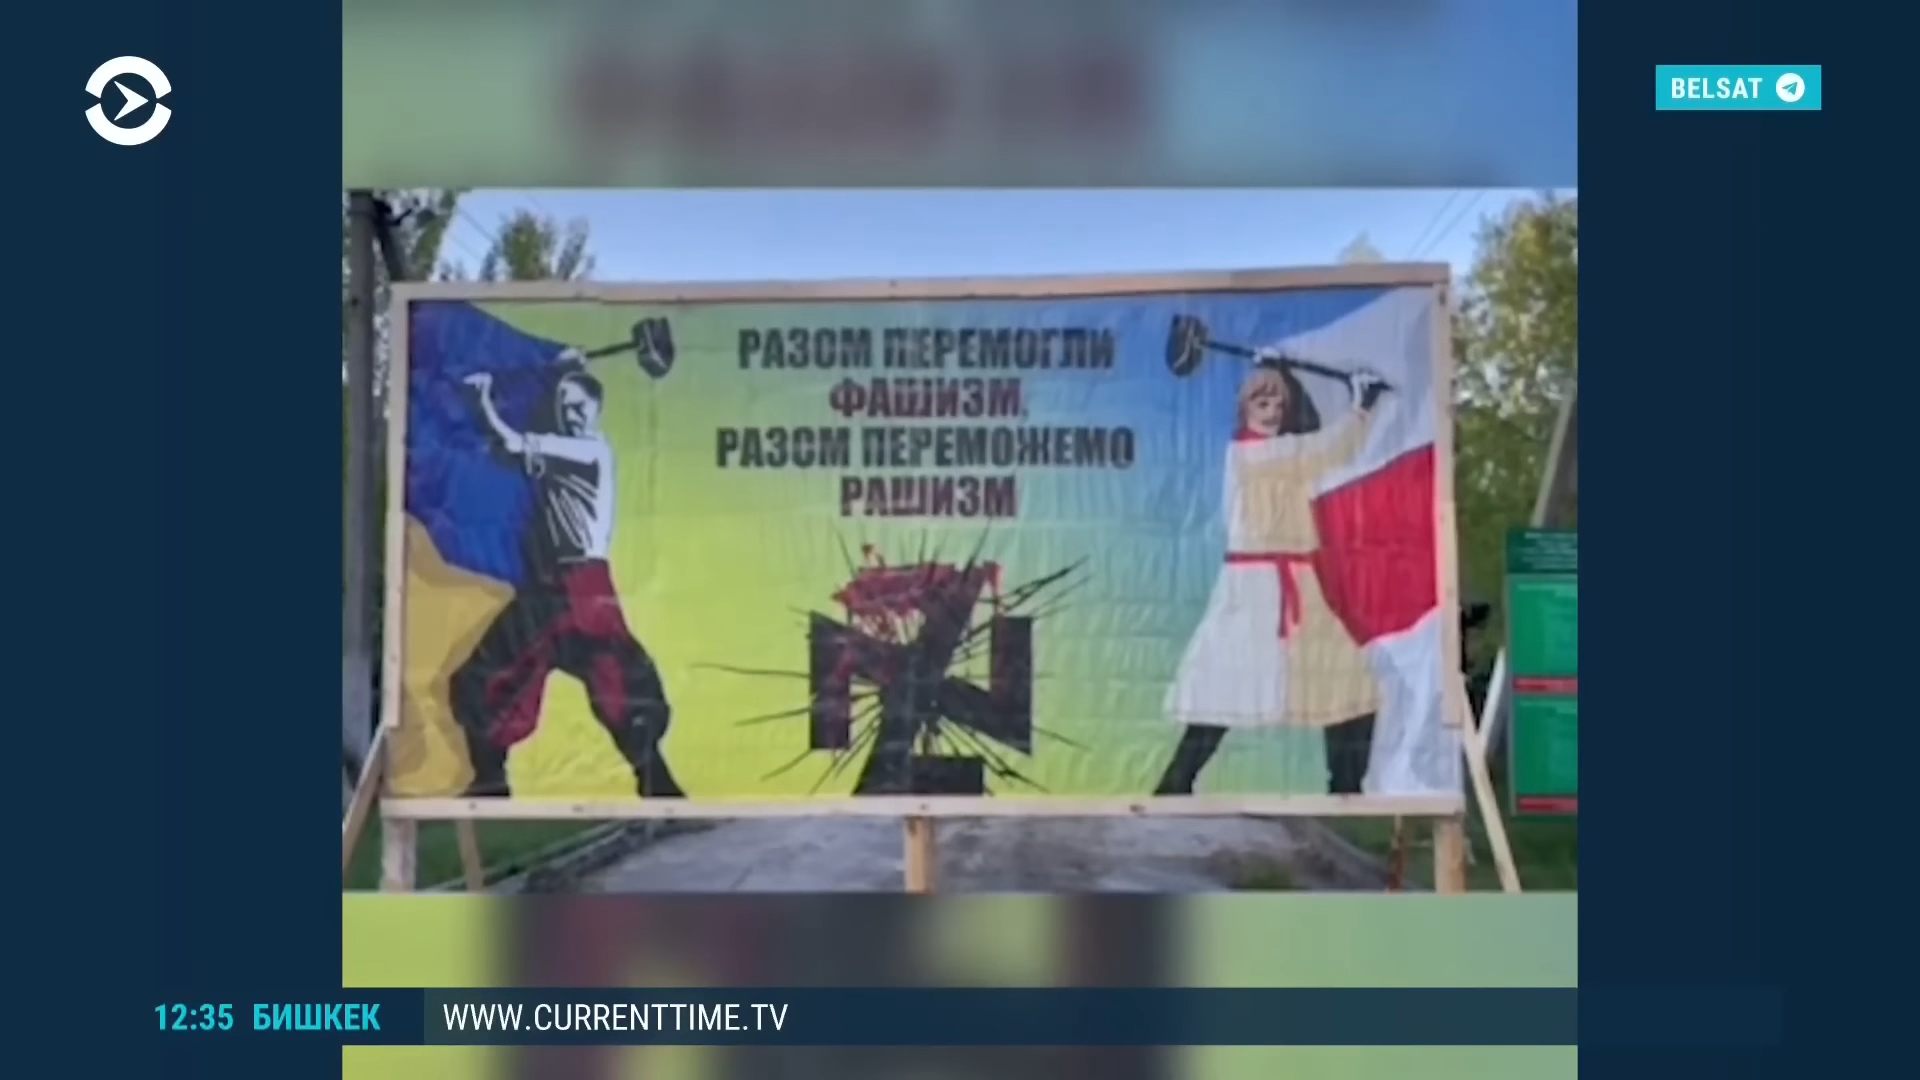 BELSAT
РАЗОМ ПЕРЕМОГЛИ
ФАШИЗМ,
РАЗОМ ПЕРЕМОЖЕМО
РАШИЗМ
12:35 БИШКЕК
WWW.CURRENTTIME.TV